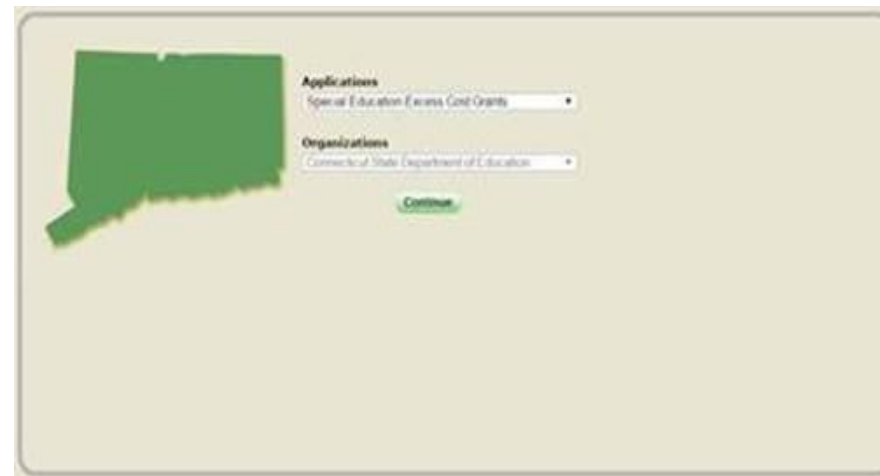 Applications
Special Education Excess Cost Grants
Organizations
Connecticut State Department of Education
Continue